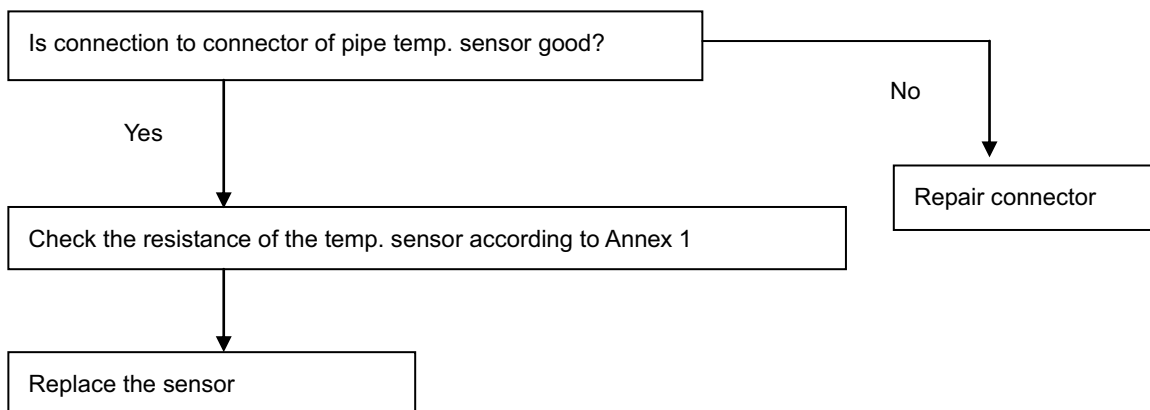 Is connection to connector of pipe temp. sensor good?
No
Yes
Repair connector
Check the resistance of the temp. sensor according to Annex 1
Replace the sensor